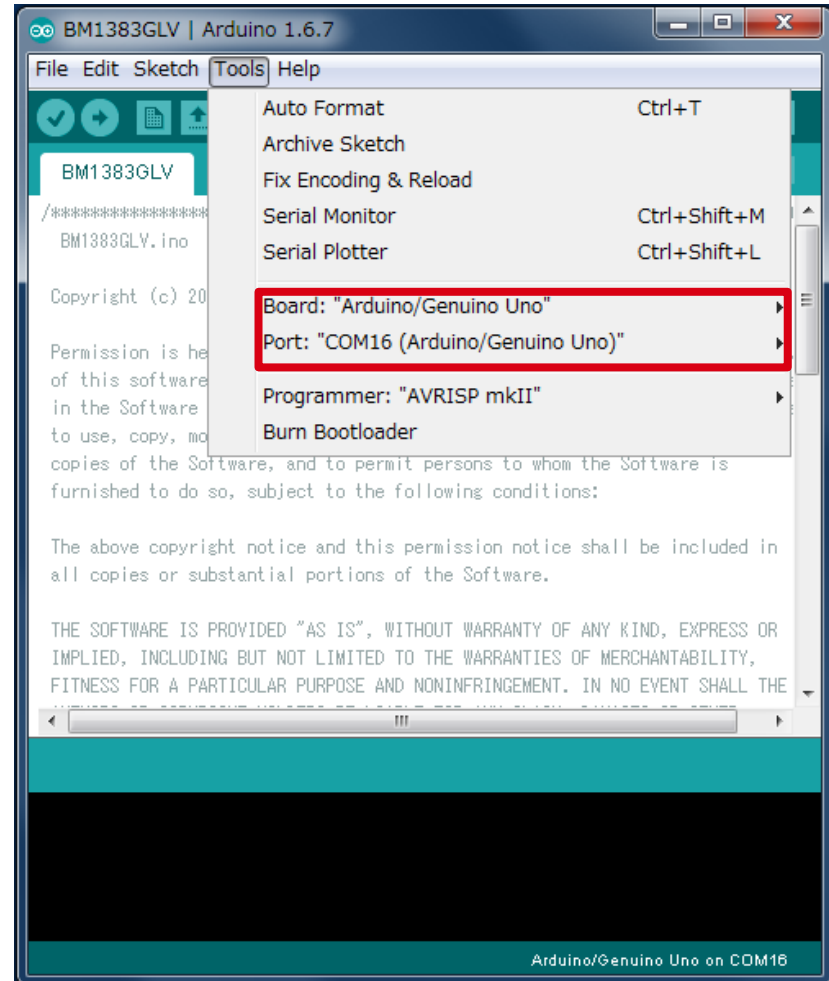 BM1383GLV | Arduino 1.6.7
File Edit Sketch Tools Help
Auto Format Ctrl+T
Archive Sketch
Fix Encoding & Reload
Serial Monitor Ctrl+Shift+M
Serial Plotter Ctrl+Shift+L
Board: "Arduino/Genuino Uno"
Port: "COM16 (Arduino/Genuino Uno)"
Programmer: "AVRISP mkII"
Burn Bootloader
BM1383GLV
/*****************
BM1383GLV.ino
Copyright (c) 20
Permission is he
of this software
in the Software
to use, copy, mo
copies of the Software, and to permit persons to whom the Software is
furnished to do so, subject to the following conditions:
The above copyright notice and this permission notice shall be included in
all copies or substantial portions of the Software.
THE SOFTWARE IS PROVIDED "AS IS", WITHOUT WARRANTY OF ANY KIND, EXPRESS OR
IMPLIED, INCLUDING BUT NOT LIMITED TO THE WARRANTIES OF MERCHANTABILITY,
FITNESS FOR A PARTICULAR PURPOSE AND NONINFRINGEMENT. IN NO EVENT SHALL THE
Arduino/Genuino Uno on COM16